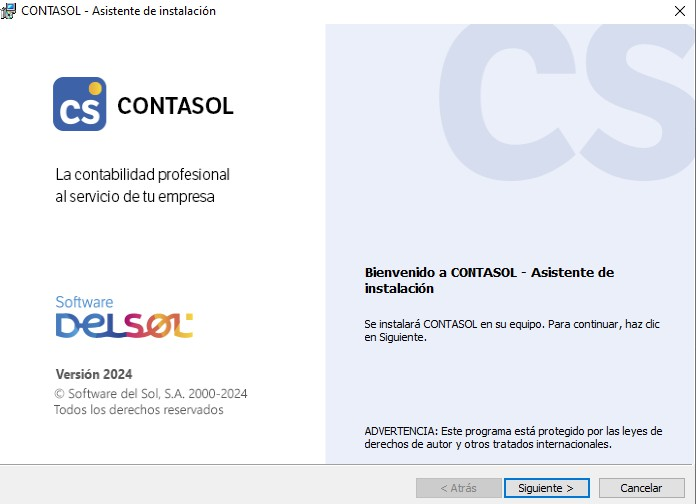 CONTASOL - Asistente de instalación
cs
cs CONTASOL
La contabilidad profesional
al servicio de tu empresa
Software
DELSOL
Versión 2024
© Software del Sol, S.A. 2000-2024
Todos los derechos reservados
Bienvenido a CONTASOL - Asistente de
instalación
Se instalará CONTASOL en su equipo. Para continuar, haz clic
en Siguiente.
ADVERTENCIA: Este programa está protegido por las leyes de
derechos de autor y otros tratados internacionales.
< Atrás Siguiente > Cancelar